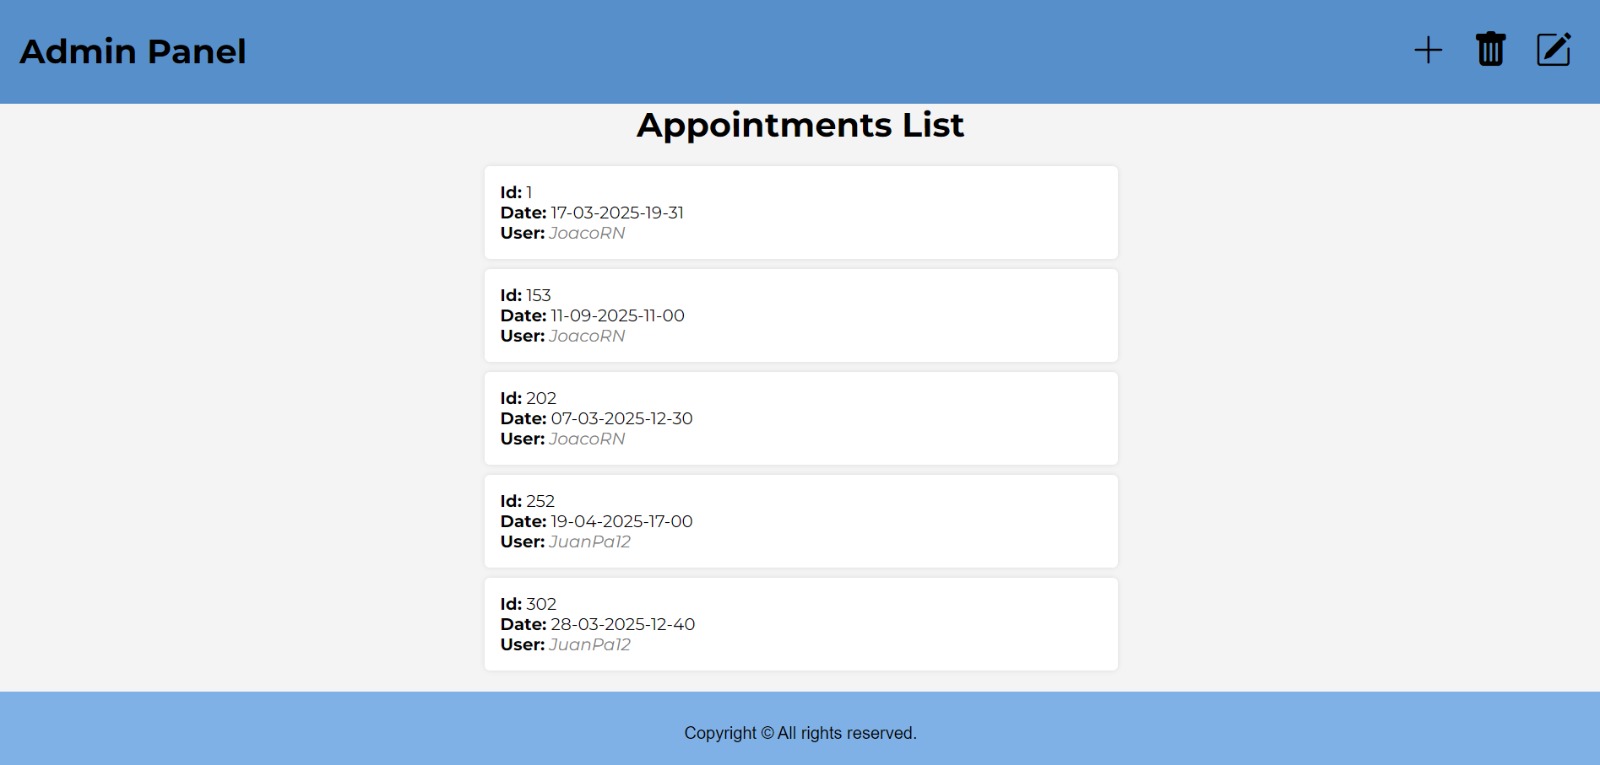 Admin Panel
Appointments List
Id: 1
Date: 17-03-2025-19-31
User: JoacoRN
Id: 153
Date: 11-09-2025-11-00
User: JoacoRN
Id: 202
Date: 07-03-2025-12-30
User: JoacoRN
Id: 252
Date: 19-04-2025-17-00
User: JuanPa12
Id: 302
Date: 28-03-2025-12-40
User: JuanPa12
Copyright © All rights reserved.